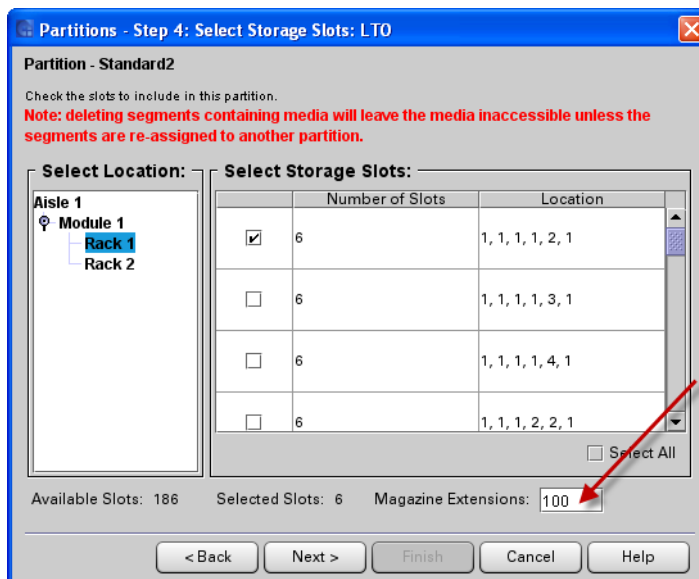 Partitions - Step 4: Select Storage Slots: LTO
Partition - Standard2
Check the slots to include in this partition.
Note: deleting segments containing media will leave the media inaccessible unless the
segments are re-assigned to another partition.
Select Location:
Aisle 1
Module 1
Rack 1
Rack 2
Select Storage Slots:
Number of Slots Location
6 1, 1, 1, 1, 2, 1
6 1, 1, 1, 1, 3, 1
6 1, 1, 1, 1, 4, 1
6 1, 1, 1, 2, 2, 1
Select All
Available Slots: 186 Selected Slots: 6 Magazine Extensions: 100
< Back Next > Finish Cancel Help